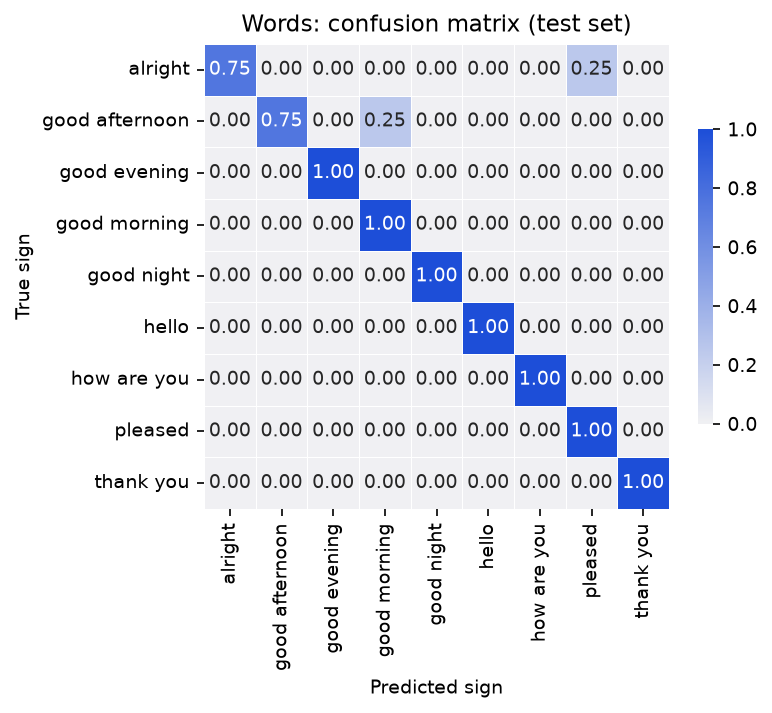 Words: confusion matrix (test set)
alright 0.75 0.00 0.00 0.00 0.00 0.00 0.00 0.25 0.00
good afternoon 0.00 0.75 0.00 0.25 0.00 0.00 0.00 0.00 0.00
good evening 0.00 0.00 1.00 0.00 0.00 0.00 0.00 0.00 0.00
good morning 0.00 0.00 0.00 1.00 0.00 0.00 0.00 0.00 0.00
good night 0.00 0.00 0.00 0.00 1.00 0.00 0.00 0.00 0.00
hello 0.00 0.00 0.00 0.00 0.00 1.00 0.00 0.00 0.00
how are you 0.00 0.00 0.00 0.00 0.00 0.00 1.00 0.00 0.00
pleased 0.00 0.00 0.00 0.00 0.00 0.00 0.00 1.00 0.00
thank you 0.00 0.00 0.00 0.00 0.00 0.00 0.00 0.00 1.00
True sign
alright
good afternoon
good evening
good morning
good night
hello
how are you
pleased
thank you
Predicted sign
1.0
0.8
0.6
0.4
0.2
0.0